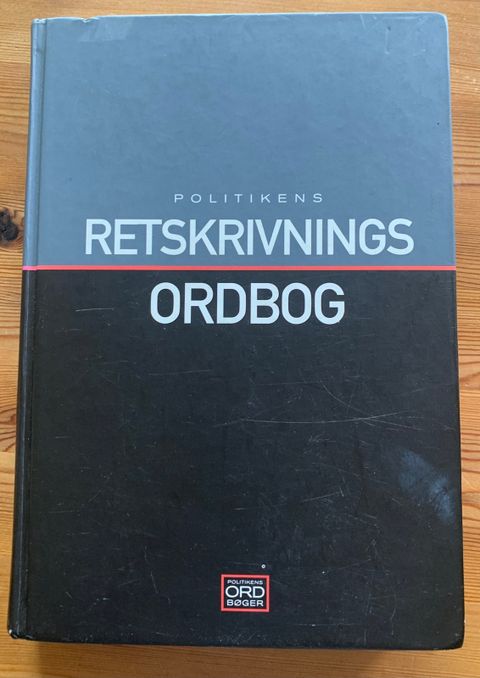 POLITIKENS
RETSKRIVNINGS
ORDBOG
POLITIKENS
ORD
BØGER